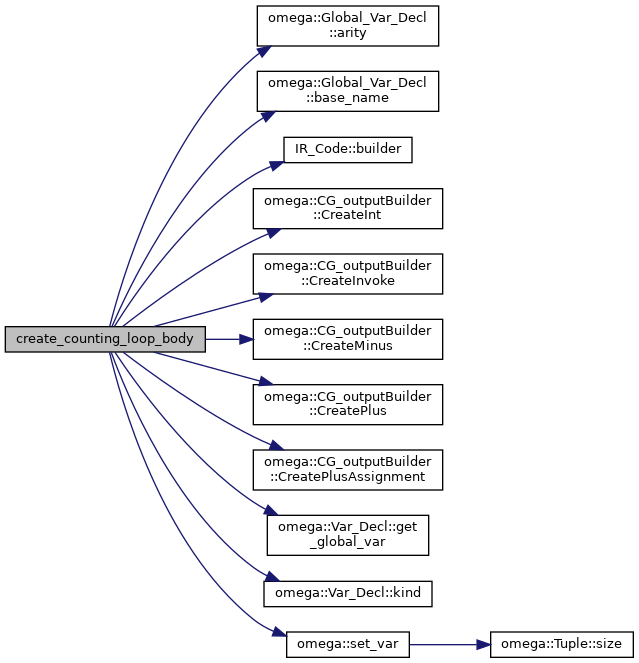 omega::Global_Var_Decl
::arity
omega::Global_Var_Decl
::base_name
IR_Code::builder
omega::CG_outputBuilder
::CreateInt
omega::CG_outputBuilder
::CreateInvoke
create_counting_loop_body
omega::CG_outputBuilder
::CreateMinus
omega::CG_outputBuilder
::CreatePlus
omega::CG_outputBuilder
::CreatePlusAssignment
omega::Var_Decl::get
_global_var
omega::Var_Decl::kind
omega::set_var
omega::Tuple::size